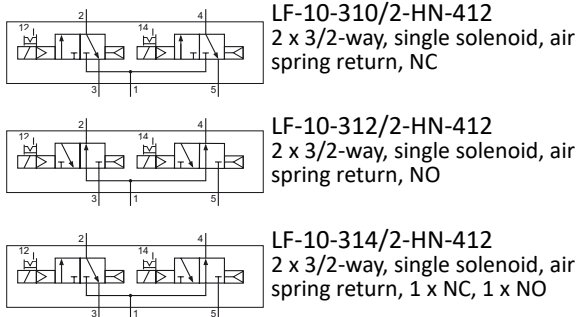 2
4
LF-10-310/2-HN-412
12
14
2 x 3/2-way, single solenoid, air
spring return, NC
3
1
5
2
4
LF-10-312/2-HN-412
12
14
2 x 3/2-way, single solenoid, air
spring return, NO
3
1
5
2
4
LF-10-314/2-HN-412
12
14
2 x 3/2-way, single solenoid, air
spring return, 1 x NC, 1 x NO
3
1
5